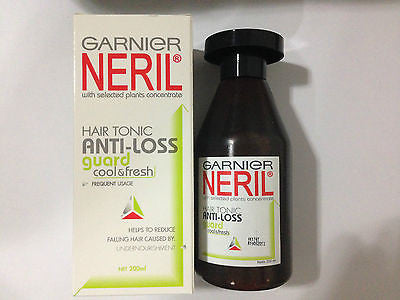 GARNIER
NERIL®
with selected plants concentrate
HAIR TONIC
ANTI-LOSS
guard
cool&fresh
FREQUENT USAGE
HELPS TO REDUCE
FALLING HAIR CAUSED BY:
UNDERNOURISHMENT
net 200ml
GARNIER
NERIL®
with selected plants concentrate
HAIR TONIC
ANTI-LOSS
guard
cool&fresh